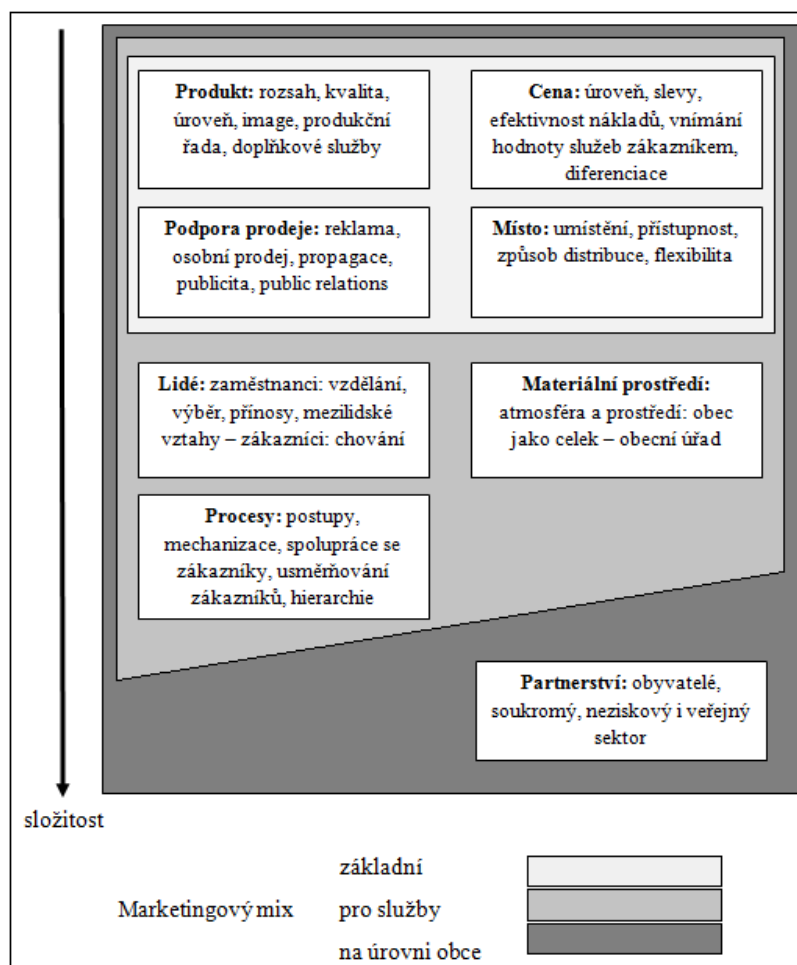 Produkt: rozsah, kvalita,
úroveň, image, produkční
řada, doplňkové služby
Cena: úroveň, slevy,
efektivnost nákladů, vnímání
hodnoty služeb zákazníkem,
diferenciace
Podpora prodeje: reklama,
osobní prodej, propagace,
publicita, public relations
Místo: umístění, přístupnost,
způsob distribuce, flexibilita
Lidé: zaměstnanci: vzdělání,
výběr, přínosy, mezilidské
vztahy – zákazníci: chování
Materiální prostředí:
atmosféra a prostředí: obec
jako celek – obecní úřad
Procesy: postupy,
mechanizace, spolupráce se
zákazníky, usměrňování
zákazníků, hierarchie
Partnerství: obyvatelé,
soukromý, neziskový i veřejný
sektor
složitost
základní
Marketingový mix pro služby
na úrovni obce